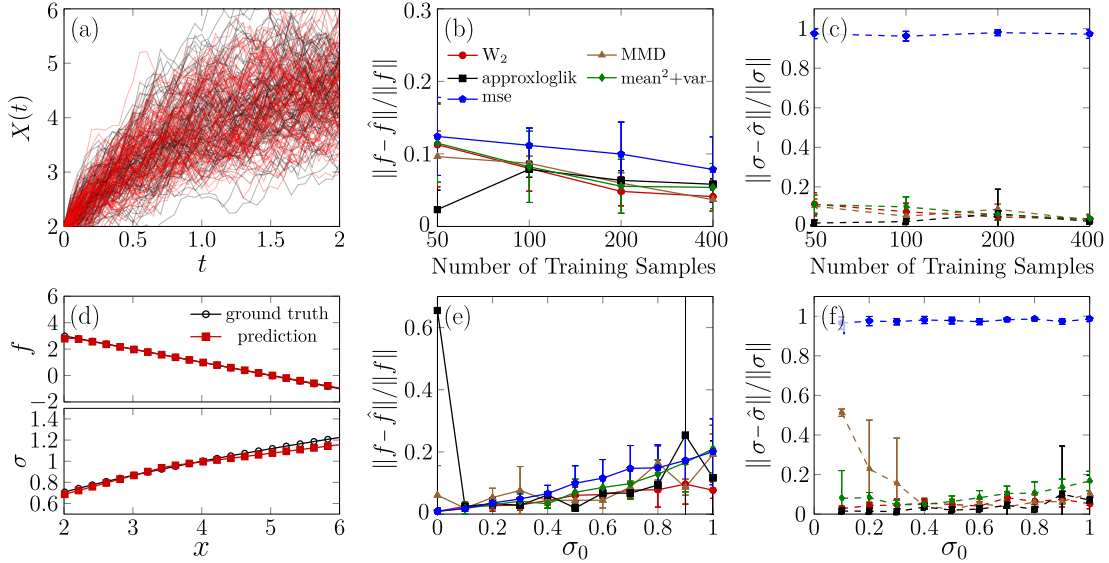 (a)
6
5
4
3
2
0
0.5
1
1.5
2
X(t)
t
(b)
W₂
MMD
approxloglik
mean²+var
mse
0.3
0.2
0.1
0
50
100
200
400
||f − f̂||/||f||
Number of Training Samples
(c)
1
0.8
0.6
0.4
0.2
0
50
100
200
400
||σ − σ̂||/||σ||
Number of Training Samples
(d)
ground truth
prediction
6
4
2
0
−2
f
1.6
1.4
1.2
1.0
0.8
0.6
σ
2
3
4
5
6
x
(e)
0.6
0.4
0.2
0
0
0.2
0.4
0.6
0.8
1
||f − f̂||/||f||
σ₀
(f)
1
0.8
0.6
0.4
0.2
0
0
0.2
0.4
0.6
0.8
1
||σ − σ̂||/||σ||
σ₀